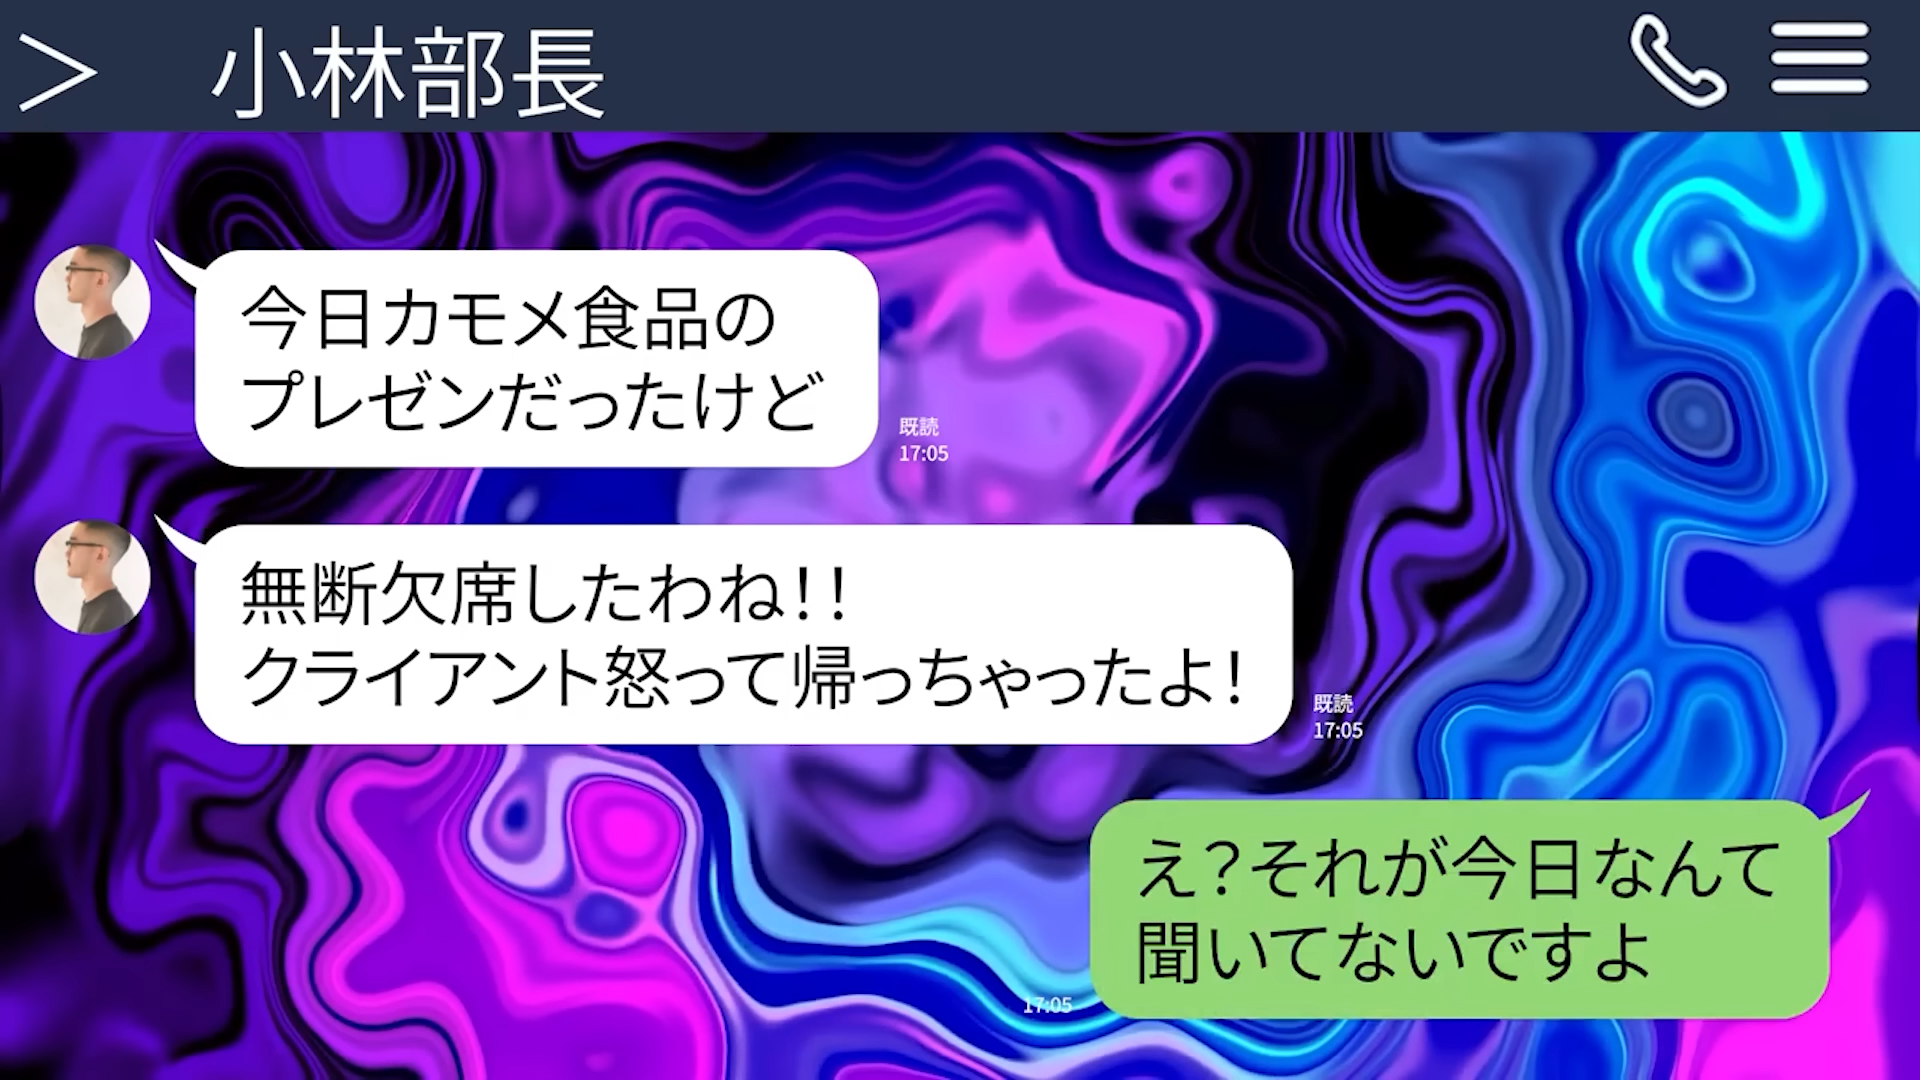 > 小林部長
今日カモメ食品の
プレゼンだったけど
既読
17:05
無断欠席したわね！！
クライアント怒って帰っちゃったよ！
既読
17:05
え？それが今日なんて
聞いてないですよ
17:05